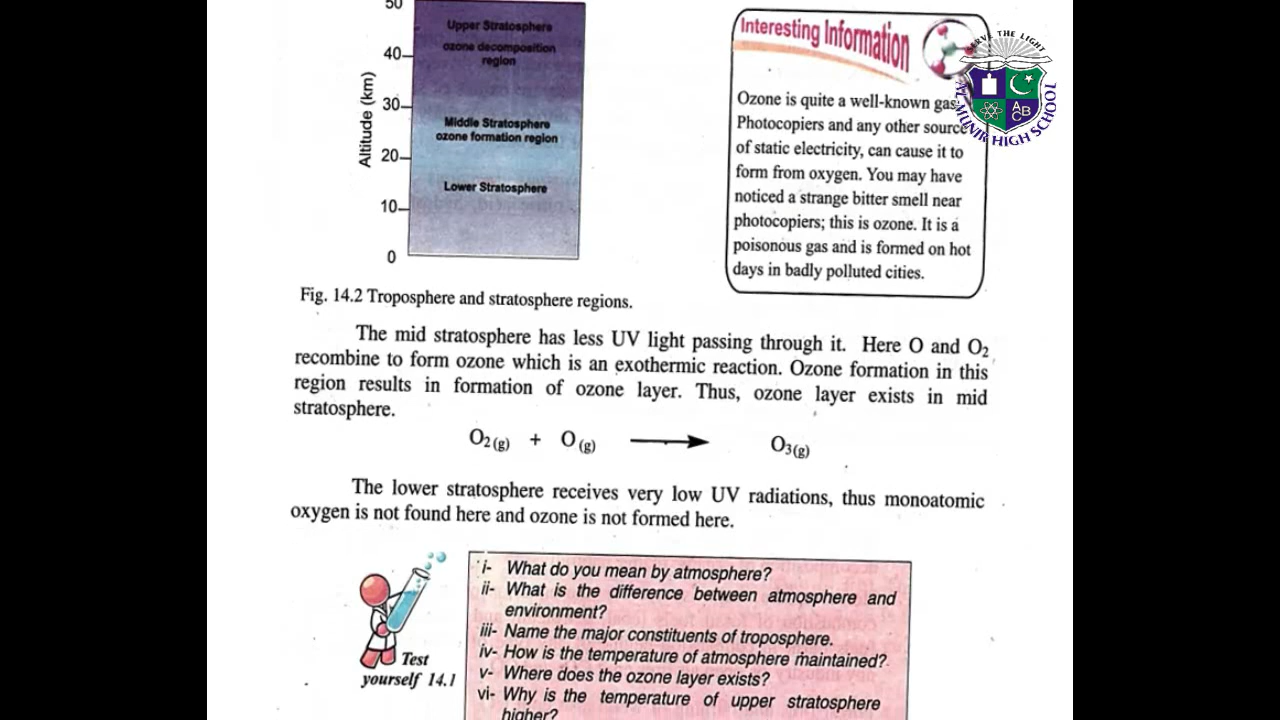 50
Upper Stratosphere
ozone decomposition
region
40
30
Middle Stratosphere
ozone formation region
20
Lower Stratosphere
10
0
Altitude (km)
Fig. 14.2 Troposphere and stratosphere regions.
Interesting Information
Ozone is quite a well-known gas.
Photocopiers and any other source
of static electricity, can cause it to
form from oxygen. You may have
noticed a strange bitter smell near
photocopiers; this is ozone. It is a
poisonous gas and is formed on hot
days in badly polluted cities.
SERVE THE LIGHT
ABC
AL MUNIR HIGH SCHOOL
The mid stratosphere has less UV light passing through it. Here O and O2
recombine to form ozone which is an exothermic reaction. Ozone formation in this
region results in formation of ozone layer. Thus, ozone layer exists in mid
stratosphere.
O2(g) + O(g) ⟶ O3(g)
The lower stratosphere receives very low UV radiations, thus monoatomic
oxygen is not found here and ozone is not formed here.
Test
yourself 14.1
i- What do you mean by atmosphere?
ii- What is the difference between atmosphere and
environment?
iii- Name the major constituents of troposphere.
iv- How is the temperature of atmosphere maintained?
v- Where does the ozone layer exists?
vi- Why is the temperature of upper stratosphere
higher?